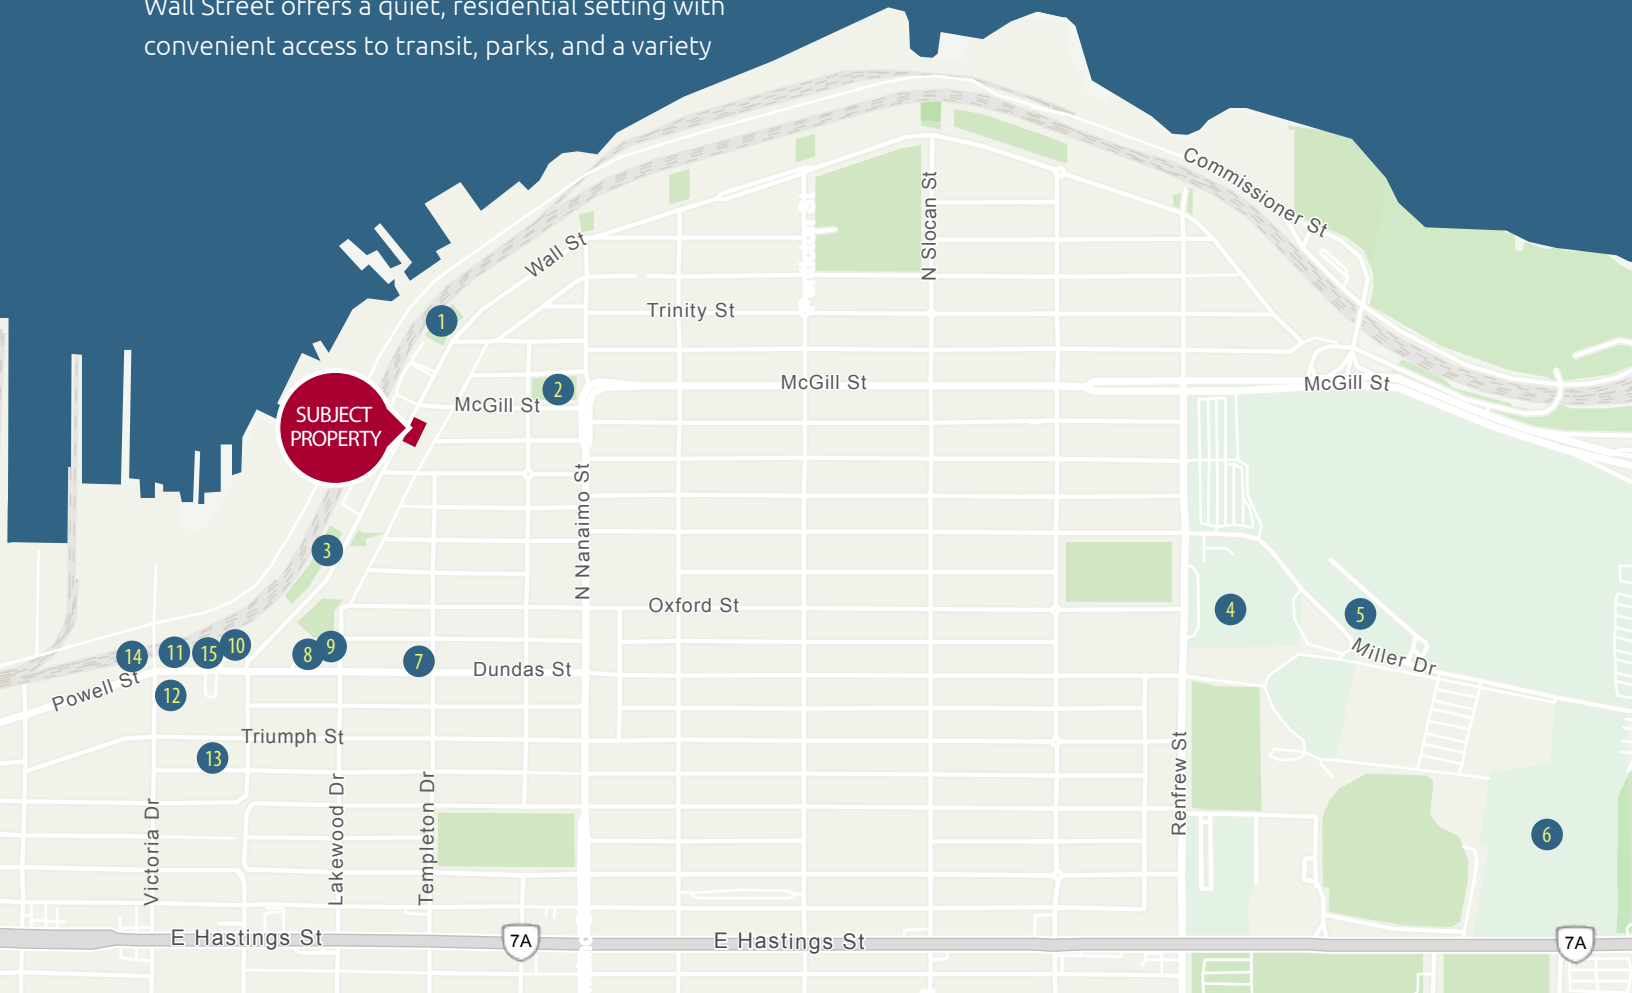 Wall Street offers a quiet, residential setting with
convenient access to transit, parks, and a variety
Commissioner St
N Slocan St
Wall St
Trinity St
1
McGill St
McGill St
2
McGill St
SUBJECT
PROPERTY
N Nanaimo St
3
Oxford St
4
5
Miller Dr
14
11
15
10
8
9
7
Dundas St
Powell St
12
Triumph St
13
Renfrew St
Victoria Dr
Lakewood Dr
Templeton Dr
6
E Hastings St
7A
E Hastings St
7A